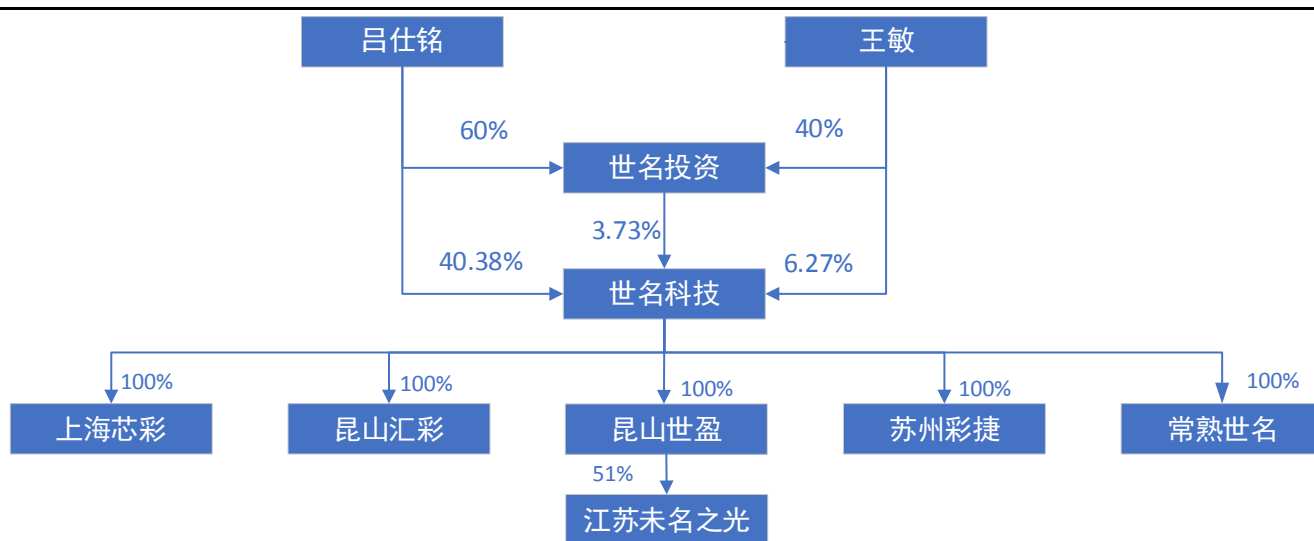 吕仕铭
王敏
60%
40%
世名投资
3.73%
40.38%
6.27%
世名科技
100%
100%
100%
100%
100%
上海芯彩
昆山汇彩
昆山世盈
苏州彩捷
常熟世名
51%
江苏未名之光